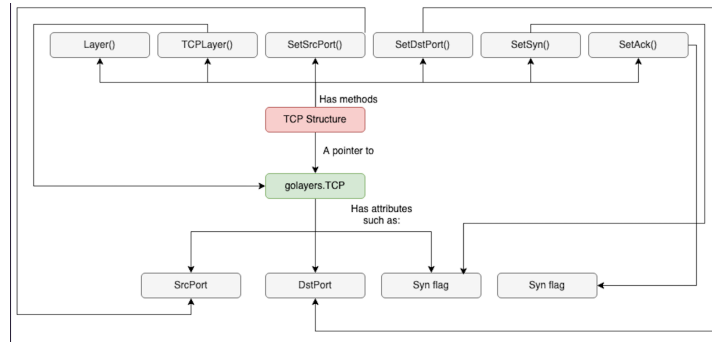 Layer()
TCPLayer()
SetSrcPort()
SetDstPort()
SetSyn()
SetAck()
Has methods
TCP Structure
A pointer to
golayers.TCP
Has attributes
such as:
SrcPort
DstPort
Syn flag
Syn flag